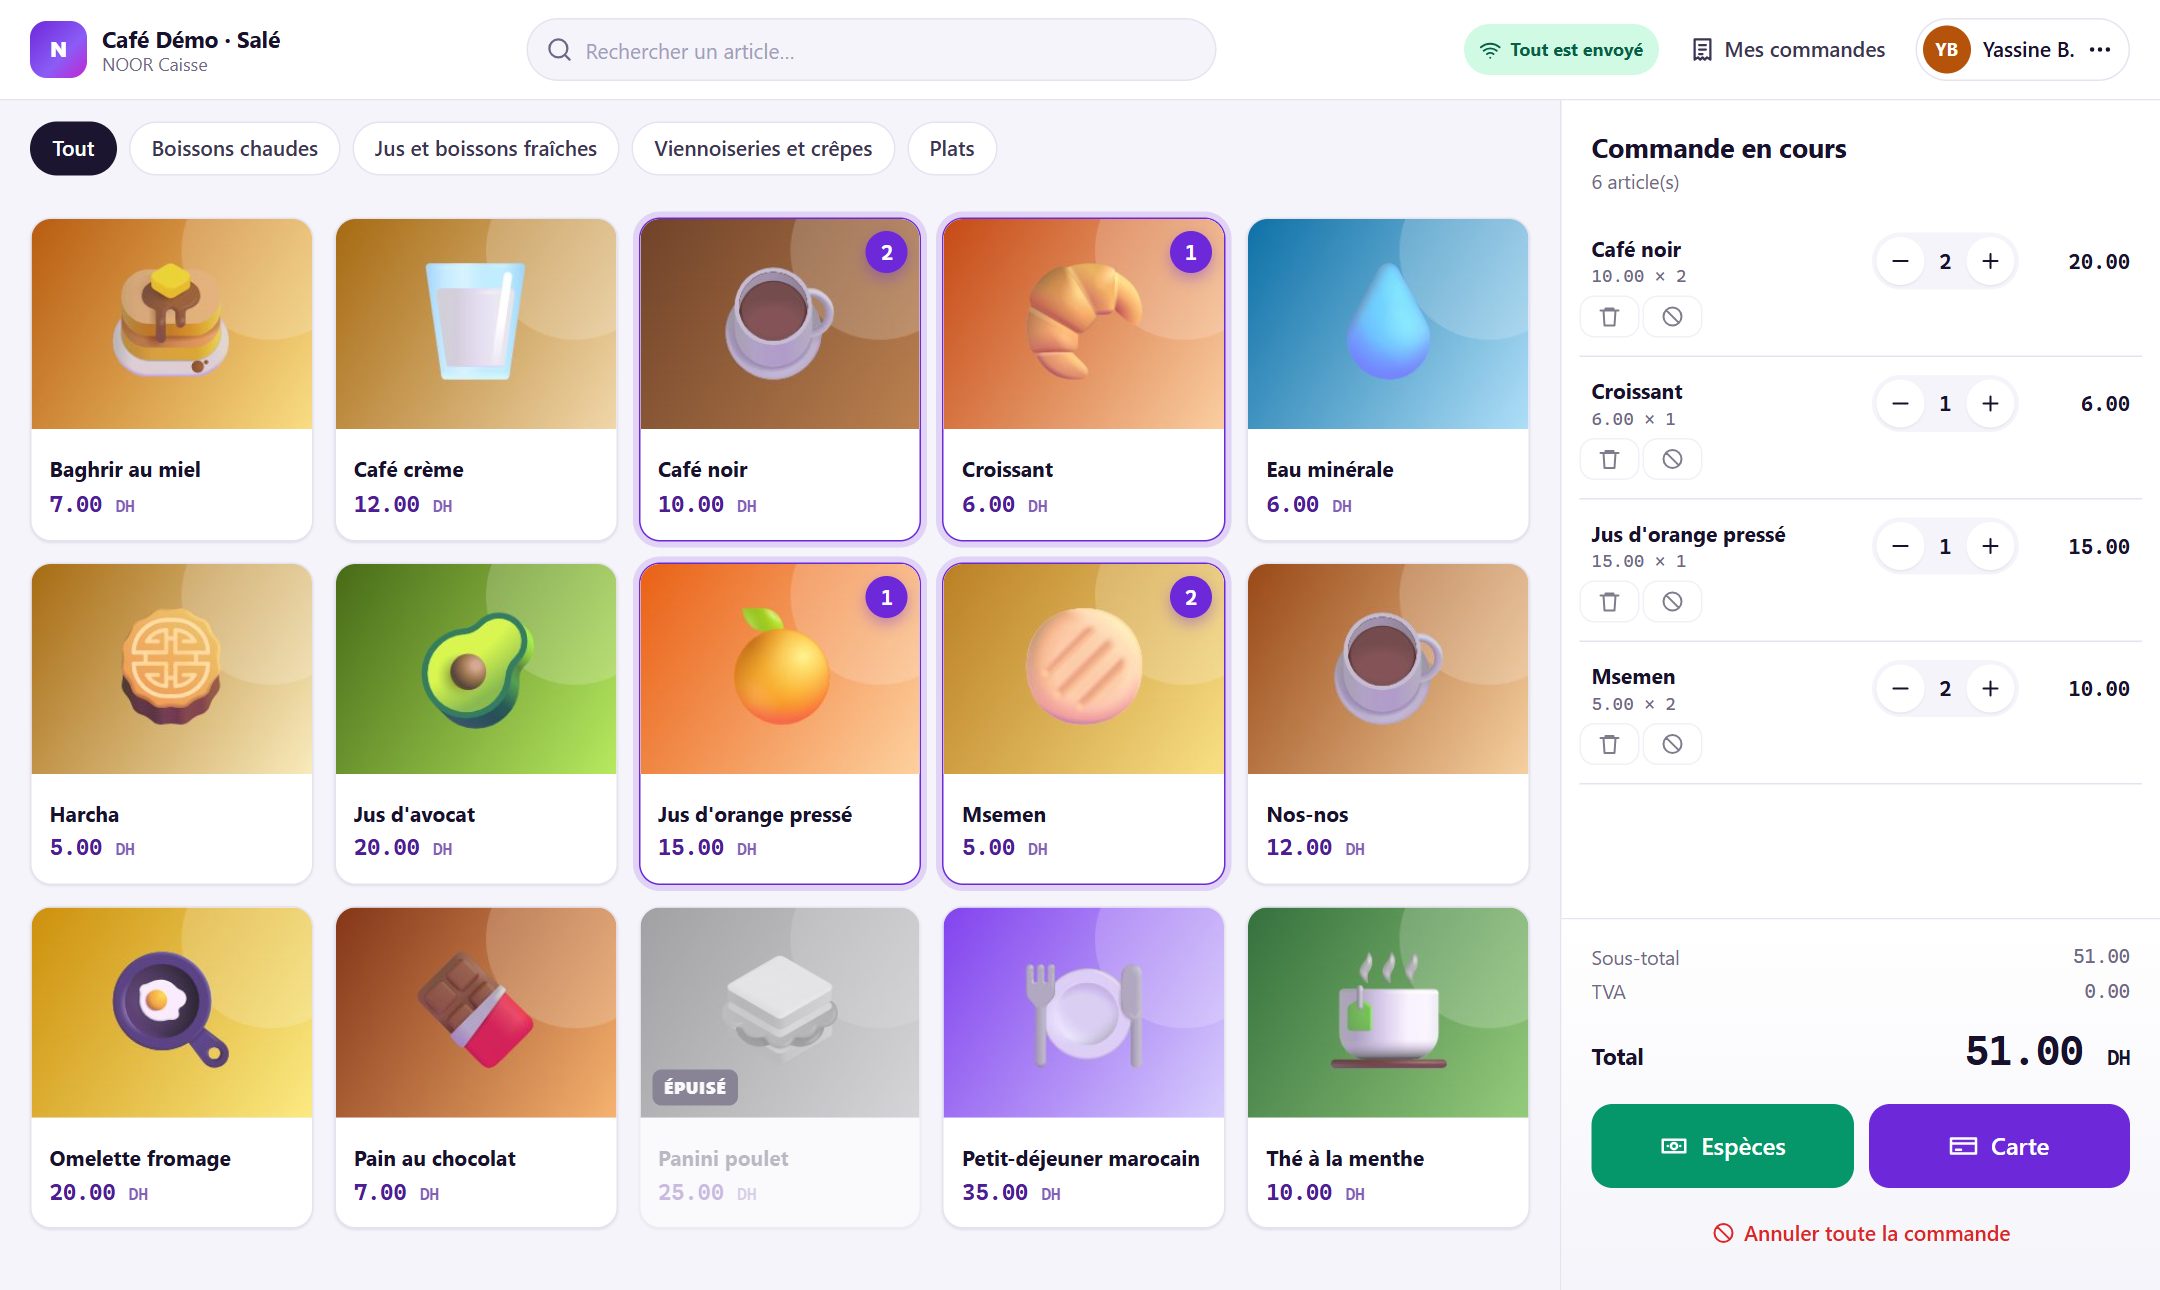 N
Café Démo · Salé
NOOR Caisse
Rechercher un article...
Tout est envoyé
Mes commandes
YB
Yassine B.
Tout
Boissons chaudes
Jus et boissons fraîches
Viennoiseries et crêpes
Plats
2
1
Baghrir au miel
7.00 DH
Café crème
12.00 DH
Café noir
10.00 DH
Croissant
6.00 DH
Eau minérale
6.00 DH
1
2
Harcha
5.00 DH
Jus d'avocat
20.00 DH
Jus d'orange pressé
15.00 DH
Msemen
5.00 DH
Nos-nos
12.00 DH
ÉPUISÉ
Omelette fromage
20.00 DH
Pain au chocolat
7.00 DH
Panini poulet
25.00 DH
Petit-déjeuner marocain
35.00 DH
Thé à la menthe
10.00 DH
Commande en cours
6 article(s)
Café noir
10.00 × 2
2
20.00
Croissant
6.00 × 1
1
6.00
Jus d'orange pressé
15.00 × 1
1
15.00
Msemen
5.00 × 2
2
10.00
Sous-total 51.00
TVA 0.00
Total 51.00 DH
Espèces
Carte
Annuler toute la commande